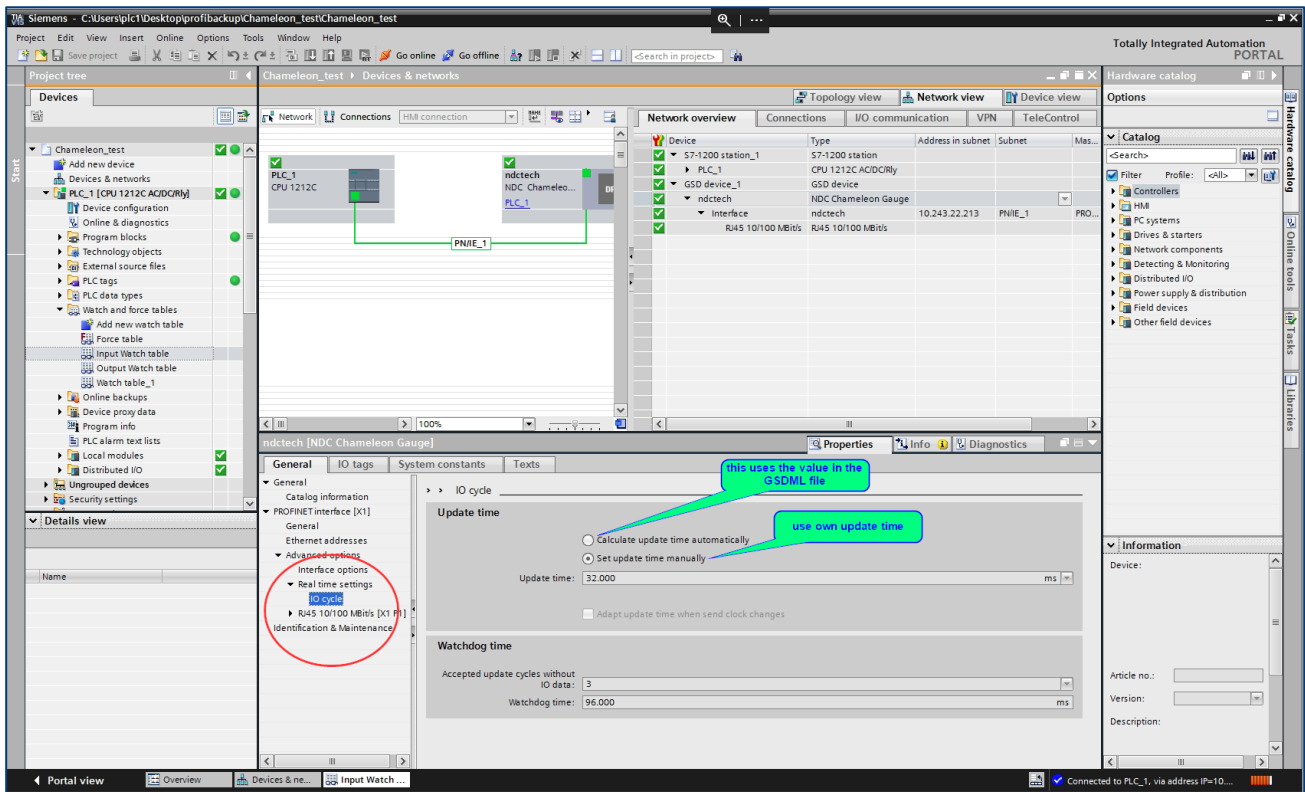 Siemens - C:\Users\plc1\Desktop\profibackup\Chameleon_test\Chameleon_test
Project Edit View Insert Online Options Tools Window Help
Totally Integrated Automation
PORTAL
Save project
Go online
Go offline
<Search in project>
Project tree
Chameleon_test ▸ Devices & networks
Hardware catalog
Devices
Topology view
Network view
Device view
Options
Network
Connections
HMI connection
Network overview
Connections
I/O communication
VPN
TeleControl
Chameleon_test
Add new device
Devices & networks
PLC_1 [CPU 1212C AC/DC/Rly]
Device configuration
Online & diagnostics
Program blocks
Technology objects
External source files
PLC tags
PLC data types
Watch and force tables
Add new watch table
Force table
Input Watch table
Output Watch table
Watch table_1
Online backups
Device proxy data
Program info
PLC alarm text lists
Local modules
Distributed I/O
Ungrouped devices
Security settings
Start
PLC_1
CPU 1212C
ndctech
NDC Chameleo...
PLC_1
PN/IE_1
100%
Device Type Address in subnet Subnet Mas...
S7-1200 station_1 S7-1200 station
PLC_1 CPU 1212C AC/DC/Rly
GSD device_1 GSD device
ndctech NDC Chameleon Gauge
Interface ndctech 10.243.22.213 PN/IE_1 PRO...
RJ45 10/100 MBit/s RJ45 10/100 MBit/s
Catalog
<Search>
Filter Profile: <All>
Controllers
HMI
PC systems
Drives & starters
Network components
Detecting & Monitoring
Distributed I/O
Power supply & distribution
Field devices
Other field devices
Hardware catalog
Online tools
Tasks
Libraries
ndctech [NDC Chameleon Gauge]
Properties
Info
Diagnostics
General
IO tags
System constants
Texts
General
Catalog information
PROFINET interface [X1]
General
Ethernet addresses
Advanced options
Interface options
Real time settings
IO cycle
RJ45 10/100 MBit/s [X1 P1]
Identification & Maintenance
> > IO cycle
this uses the value in the
GSDML file
Update time
use own update time
Calculate update time automatically
Set update time manually
Update time: 32.000 ms
Adapt update time when send clock changes
Watchdog time
Accepted update cycles without
IO data: 3
Watchdog time: 96.000 ms
Details view
Name
Information
Device:
Article no.:
Version:
Description:
Portal view
Overview
Devices & ne...
Input Watch ...
Connected to PLC_1, via address IP=10....